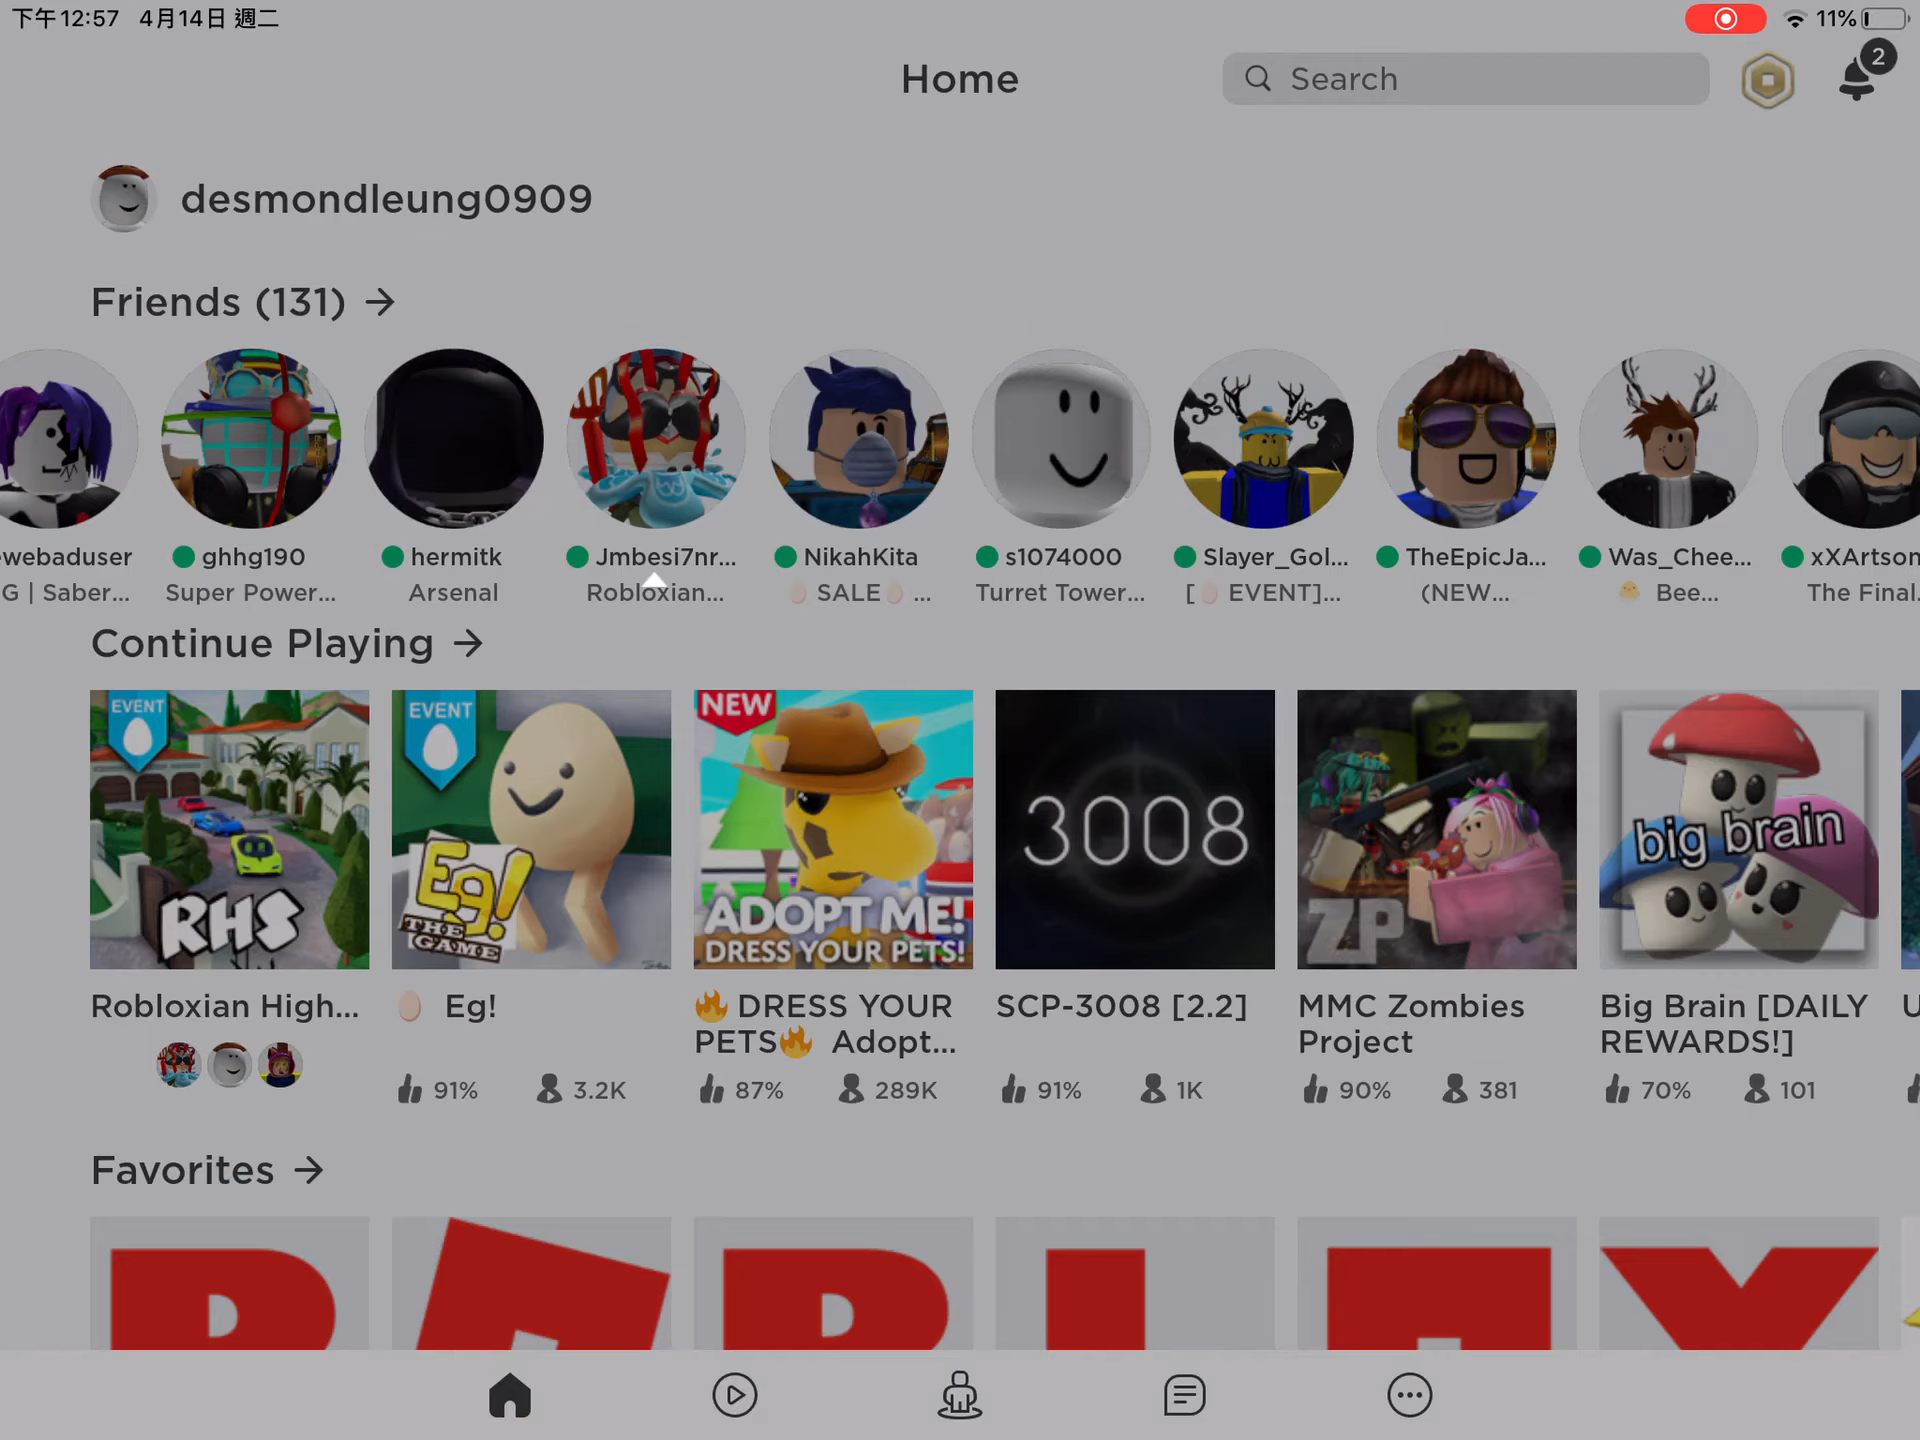 下午12:57 4月14日 週二
11%
Home
Search
2
desmondleung0909
Friends (131)
ewebaduser
ghhg190
hermitk
Jmbesi7nr...
NikahKita
s1074000
Slayer_Gol...
TheEpicJa...
Was_Chee...
xXArtson
G | Saber...
Super Power...
Arsenal
Robloxian...
🥚 SALE🥚 ...
Turret Tower...
[🥚 EVENT]...
(NEW...
🐣 Bee...
The Final.
Continue Playing
EVENT
RHS
EVENT
Eg!
THE GAME
NEW
ADOPT ME!
DRESS YOUR PETS!
3008
ZP
big brain
Robloxian High...
🥚 Eg!
91% 3.2K
🔥 DRESS YOUR
PETS🔥 Adopt...
87% 289K
SCP-3008 [2.2]
91% 1K
MMC Zombies
Project
90% 381
Big Brain [DAILY
REWARDS!]
70% 101
U
Favorites